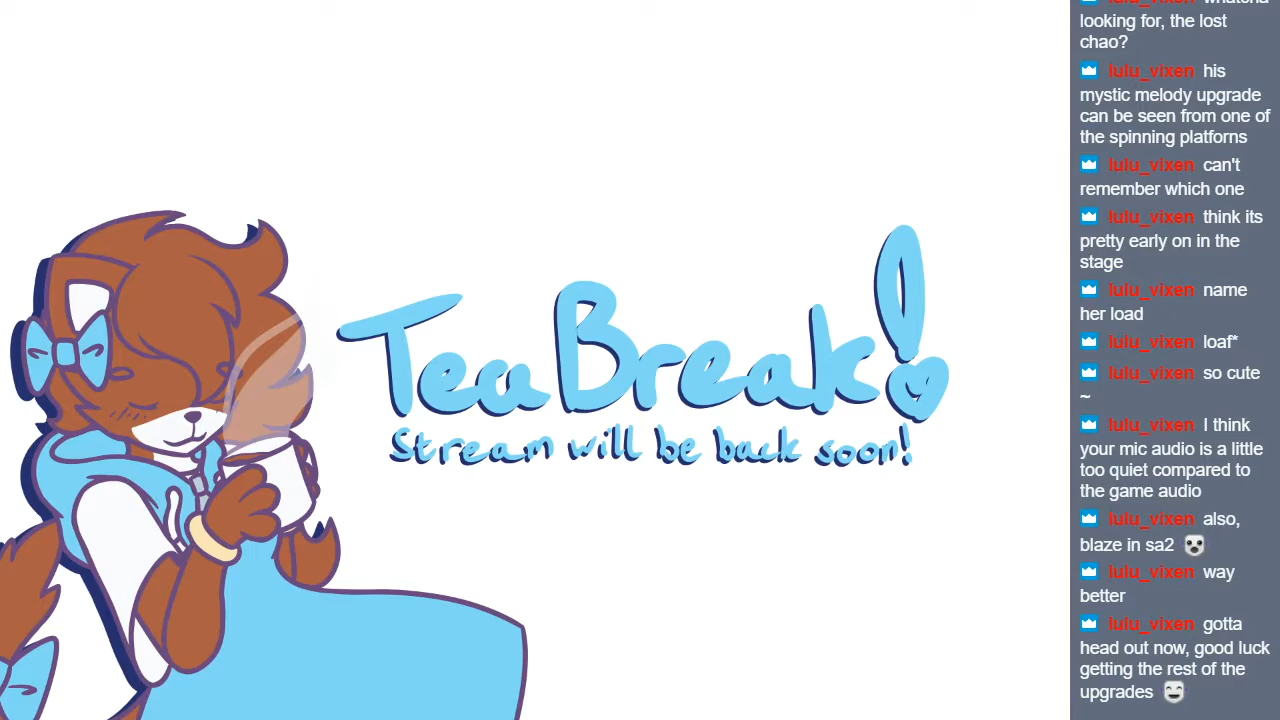 Tea Break!
Stream will be back soon!
looking for, the lost
chao?
lulu_vixen his
mystic melody upgrade
can be seen from one of
the spinning platforns
lulu_vixen can't
remember which one
lulu_vixen think its
pretty early on in the
stage
lulu_vixen name
her load
lulu_vixen loaf*
lulu_vixen so cute
~
lulu_vixen I think
your mic audio is a little
too quiet compared to
the game audio
lulu_vixen also,
blaze in sa2
lulu_vixen way
better
lulu_vixen gotta
head out now, good luck
getting the rest of the
upgrades